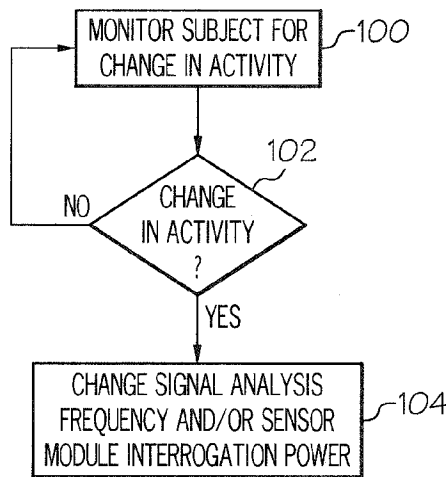 MONITOR SUBJECT FOR
CHANGE IN ACTIVITY
100
102
CHANGE
IN ACTIVITY
?
NO
YES
CHANGE SIGNAL ANALYSIS
FREQUENCY AND/OR SENSOR
MODULE INTERROGATION POWER
104